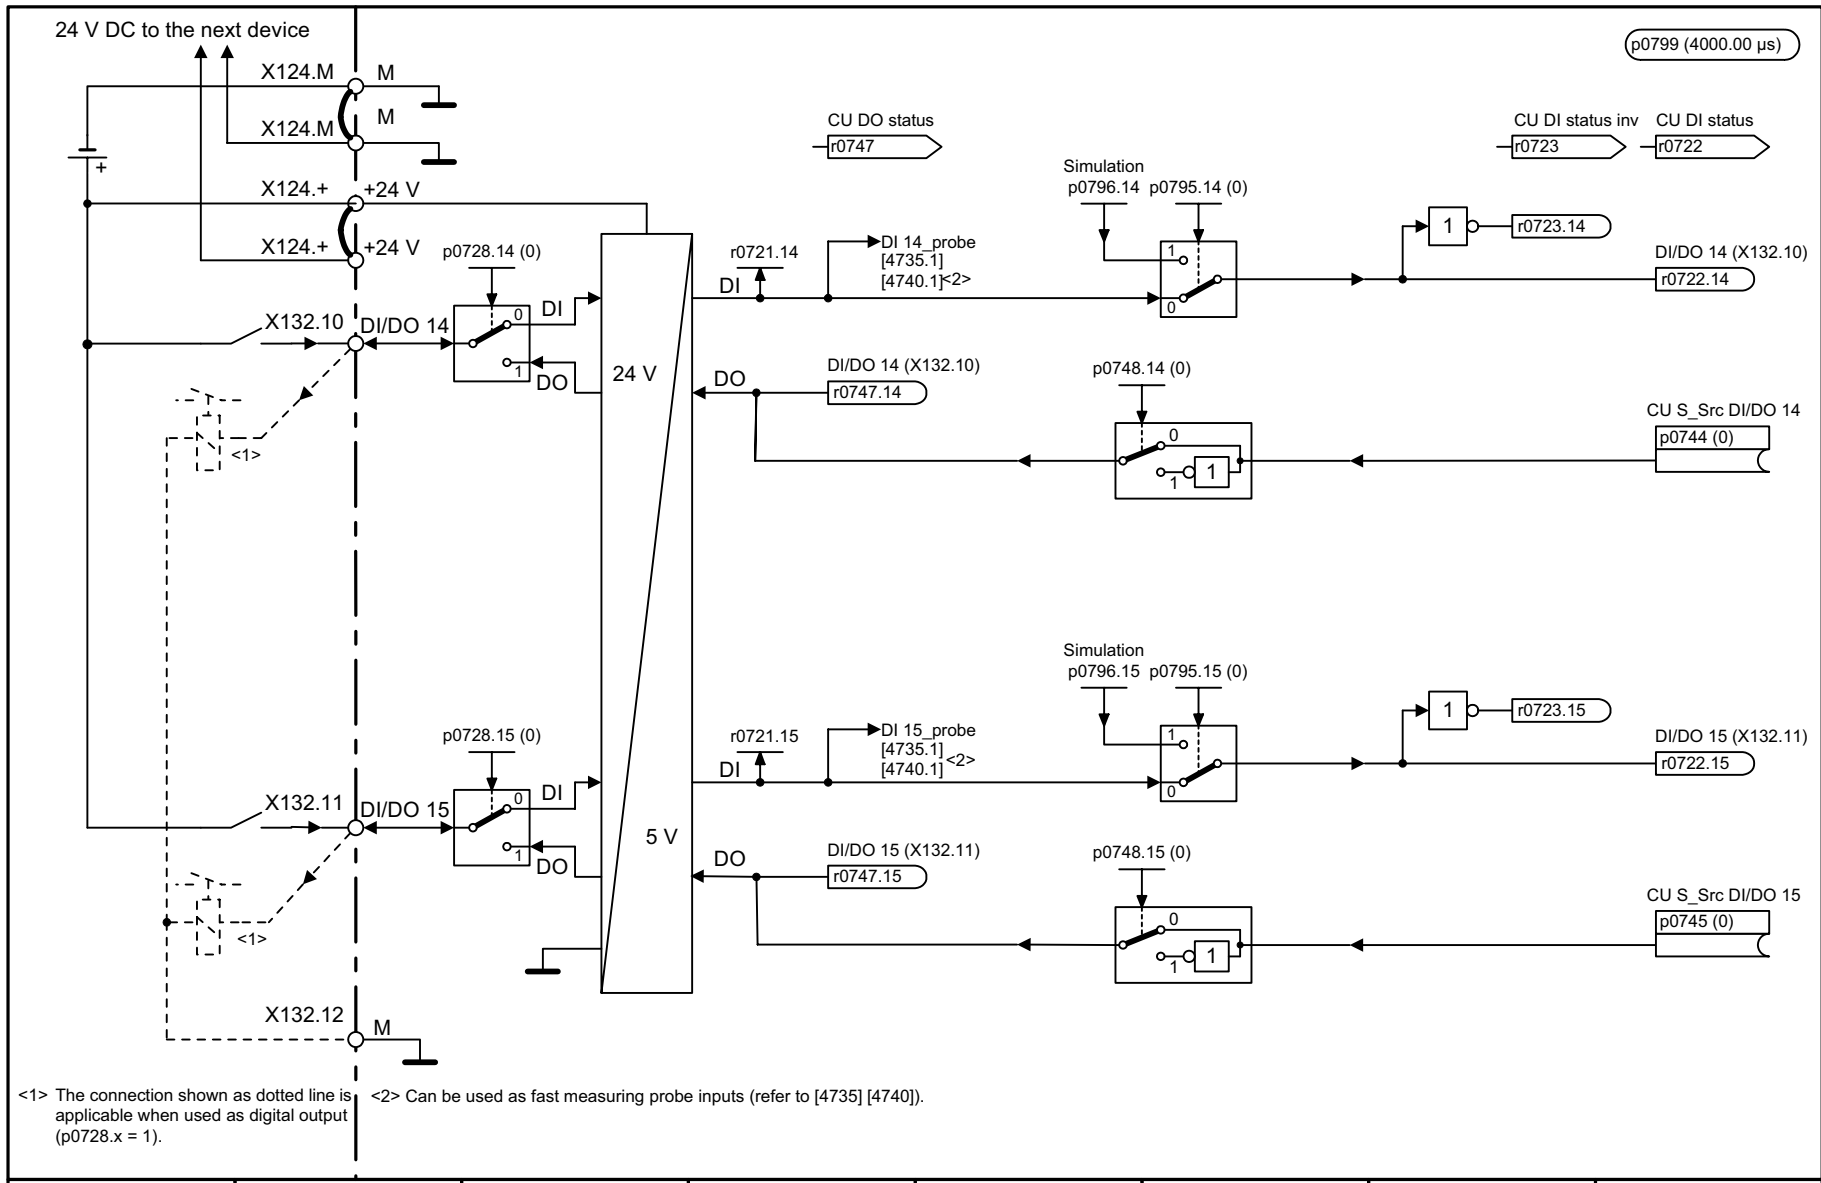 24 V DC to the next device
p0799 (4000.00 µs)
X124.M
M
M
X124.M
+
X124.+
+24 V
X124.+
+24 V
CU DO status
r0747
CU DI status inv
r0723
CU DI status
r0722
Simulation
p0796.14
p0795.14 (0)
p0728.14 (0)
r0721.14
DI
DI 14_probe
[4735.1]
[4740.1]
<2>
1
0
1
r0723.14
DI/DO 14 (X132.10)
r0722.14
X132.10
DI/DO 14
0
DI
1
DO
24 V
DO
DI/DO 14 (X132.10)
r0747.14
p0748.14 (0)
0
1
1
CU S_Src DI/DO 14
p0744 (0)
<1>
Simulation
p0796.15
p0795.15 (0)
p0728.15 (0)
r0721.15
DI
DI 15_probe
[4735.1]
[4740.1]
<2>
1
0
1
r0723.15
DI/DO 15 (X132.11)
r0722.15
X132.11
DI/DO 15
0
DI
1
DO
5 V
DO
DI/DO 15 (X132.11)
r0747.15
p0748.15 (0)
0
1
1
CU S_Src DI/DO 15
p0745 (0)
<1>
X132.12
M
<1> The connection shown as dotted line is
applicable when used as digital output
(p0728.x = 1).
<2> Can be used as fast measuring probe inputs (refer to [4735] [4740]).